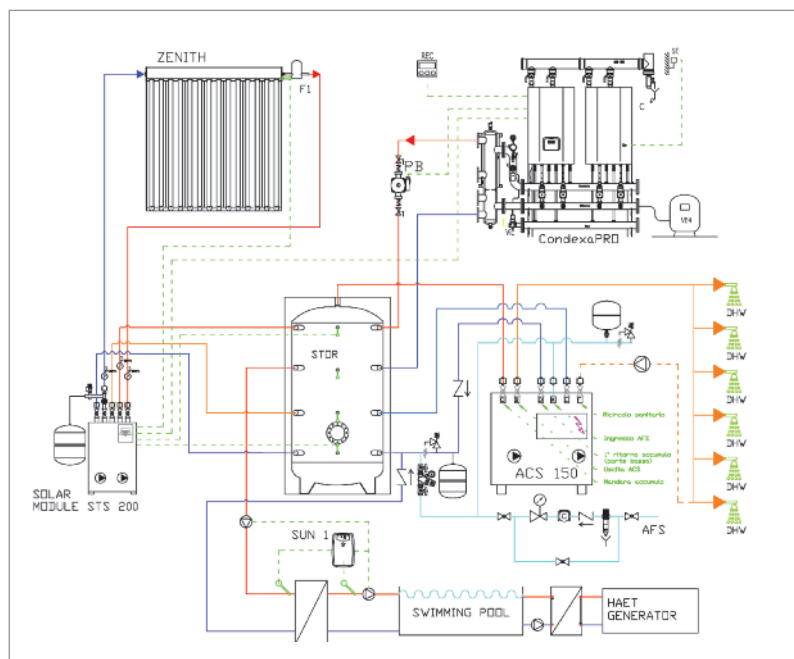 ZENITH
F1
REC
SE
C
PB
VE4
CondexaPRO
DHW
STOR
DHW
DHW
Ricircolo sanitario
Ingresso AFS
1° ritorno accumulo
(parte bassa)
Uscita ACS
Mandata accumulo
DHW
ACS 150
DHW
SOLAR
MODULE STS 200
AFS
DHW
SUN 1
C
SWIMMING POOL
HAET
GENERATOR